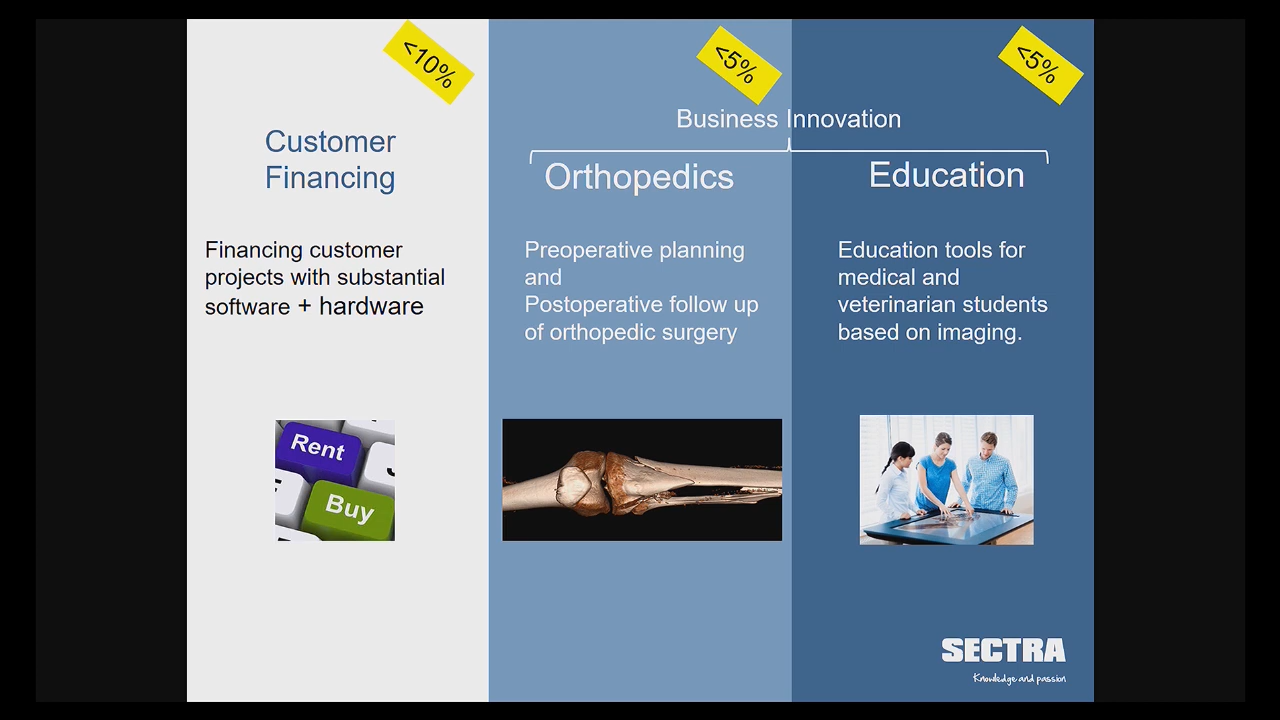 <10%
Customer
Financing
Financing customer
projects with substantial
software + hardware
Rent
Buy
Business Innovation
<5%
Orthopedics
Preoperative planning
and
Postoperative follow up
of orthopedic surgery
<5%
Education
Education tools for
medical and
veterinarian students
based on imaging.
SECTRA
Knowledge and passion